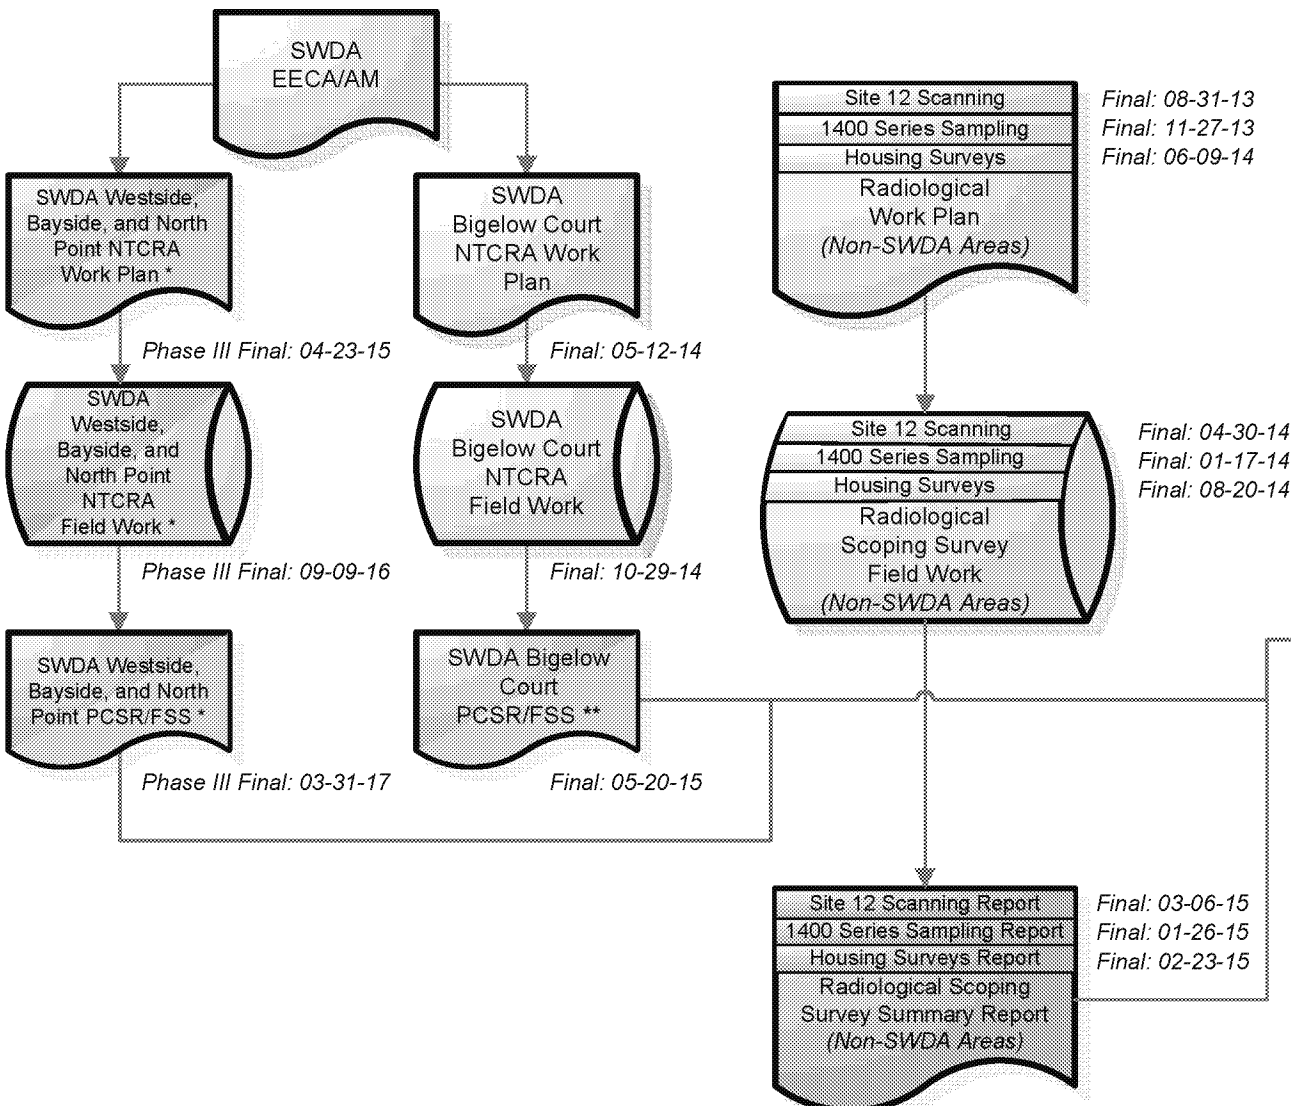 SWDA
EECA/AM
SWDA Westside,
Bayside, and North
Point NTCRA
Work Plan *
Phase III Final: 04-23-15
SWDA
Westside,
Bayside, and
North Point
NTCRA
Field Work *
Phase III Final: 09-09-16
SWDA Westside,
Bayside, and North
Point PCSR/FSS *
Phase III Final: 03-31-17
SWDA
Bigelow Court
NTCRA Work
Plan
Final: 05-12-14
SWDA
Bigelow Court
NTCRA
Field Work
Final: 10-29-14
SWDA Bigelow
Court
PCSR/FSS **
Final: 05-20-15
Site 12 Scanning
Final: 08-31-13
1400 Series Sampling
Final: 11-27-13
Housing Surveys
Final: 06-09-14
Radiological
Work Plan
(Non-SWDA Areas)
Site 12 Scanning
Final: 04-30-14
1400 Series Sampling
Final: 01-17-14
Housing Surveys
Final: 08-20-14
Radiological
Scoping Survey
Field Work
(Non-SWDA Areas)
Site 12 Scanning Report
Final: 03-06-15
1400 Series Sampling Report
Final: 01-26-15
Housing Surveys Report
Final: 02-23-15
Radiological Scoping
Survey Summary Report
(Non-SWDA Areas)